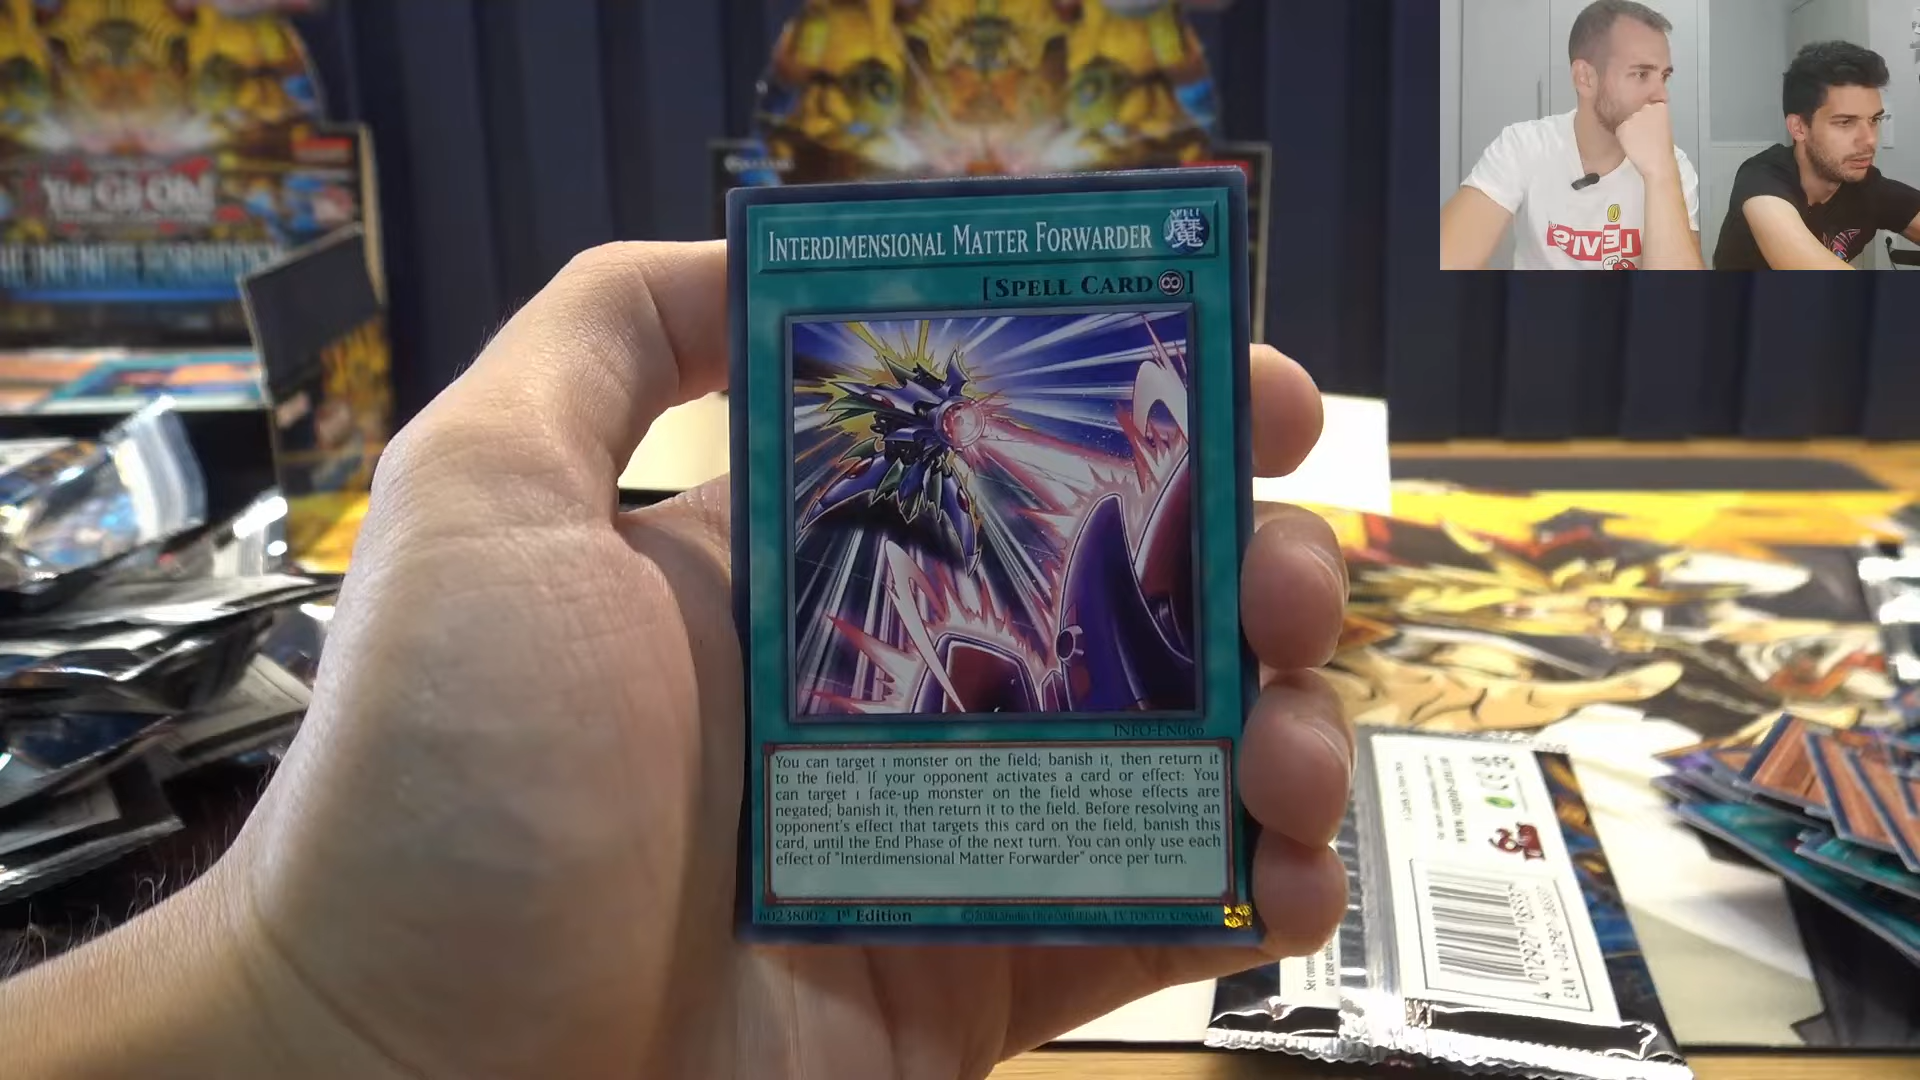 Yu-Gi-Oh!
INTERDIMENSIONAL MATTER FORWARDER
SPELL
魔
[SPELL CARD]
INFO-EN066
You can target 1 monster on the field; banish it, then return it
to the field. If your opponent activates a card or effect: You
can target 1 face-up monster on the field whose effects are
negated; banish it, then return it to the field. Before resolving an
opponent's effect that targets this card on the field, banish this
card, until the End Phase of the next turn. You can only use each
effect of "Interdimensional Matter Forwarder" once per turn.
60238002 1st Edition
LEVI'S